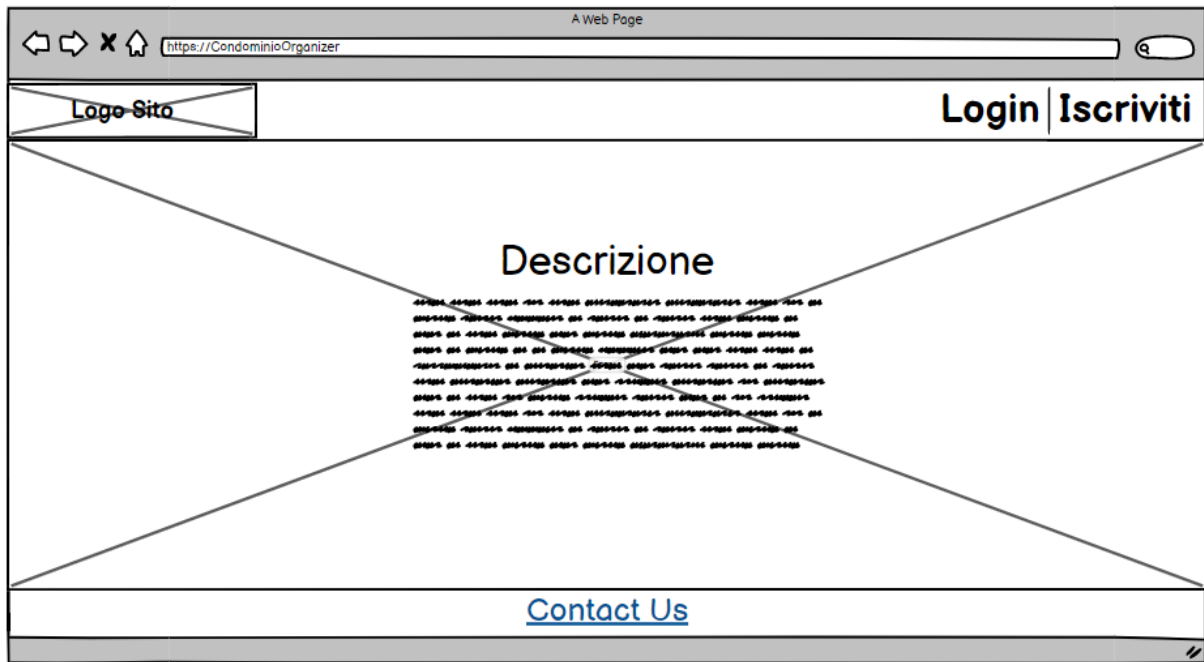 A Web Page
https://CondominioOrganizer
Logo Sito
Login Iscriviti
Descrizione
Contact Us